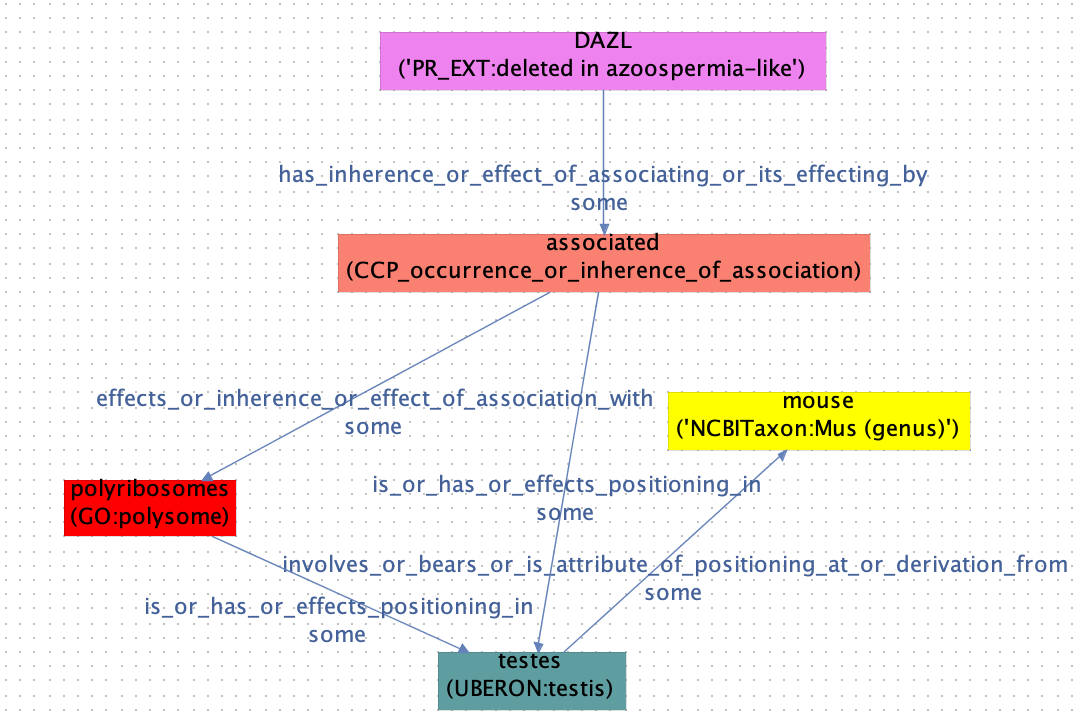 DAZL
('PR_EXT:deleted in azoospermia-like')
has_inherence_or_effect_of_associating_or_its_effecting_by
some
associated
(CCP_occurrence_or_inherence_of_association)
effects_or_inherence_or_effect_of_association_with
some
mouse
('NCBITaxon:Mus (genus)')
is_or_has_or_effects_positioning_in
some
polyribosomes
(GO:polysome)
involves_or_bears_or_is_attribute_of_positioning_at_or_derivation_from
some
is_or_has_or_effects_positioning_in
some
testes
(UBERON:testis)